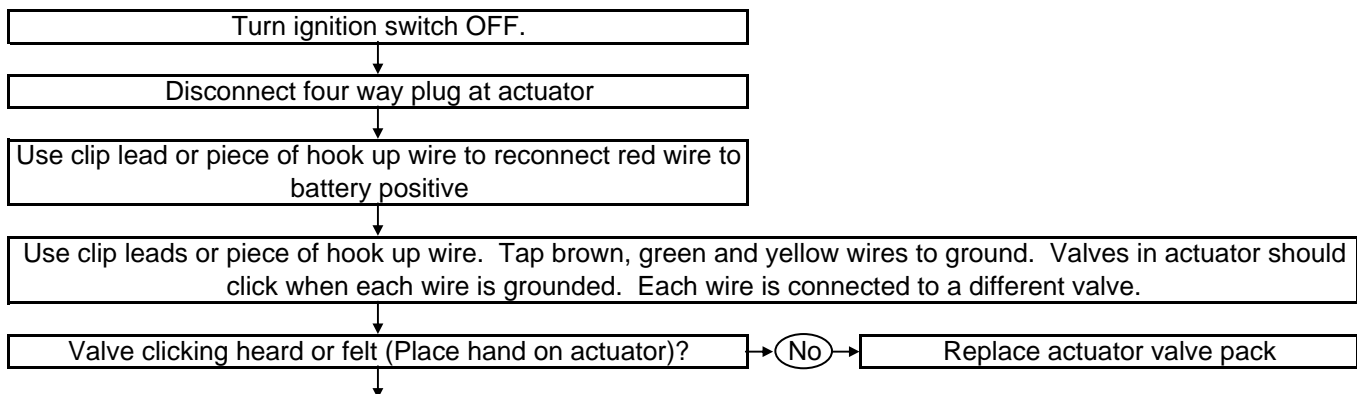 Turn ignition switch OFF.
Disconnect four way plug at actuator
Use clip lead or piece of hook up wire to reconnect red wire to
battery positive
Use clip leads or piece of hook up wire.  Tap brown, green and yellow wires to ground.  Valves in actuator should
click when each wire is grounded.  Each wire is connected to a different valve.
Valve clicking heard or felt (Place hand on actuator)?
No
Replace actuator valve pack